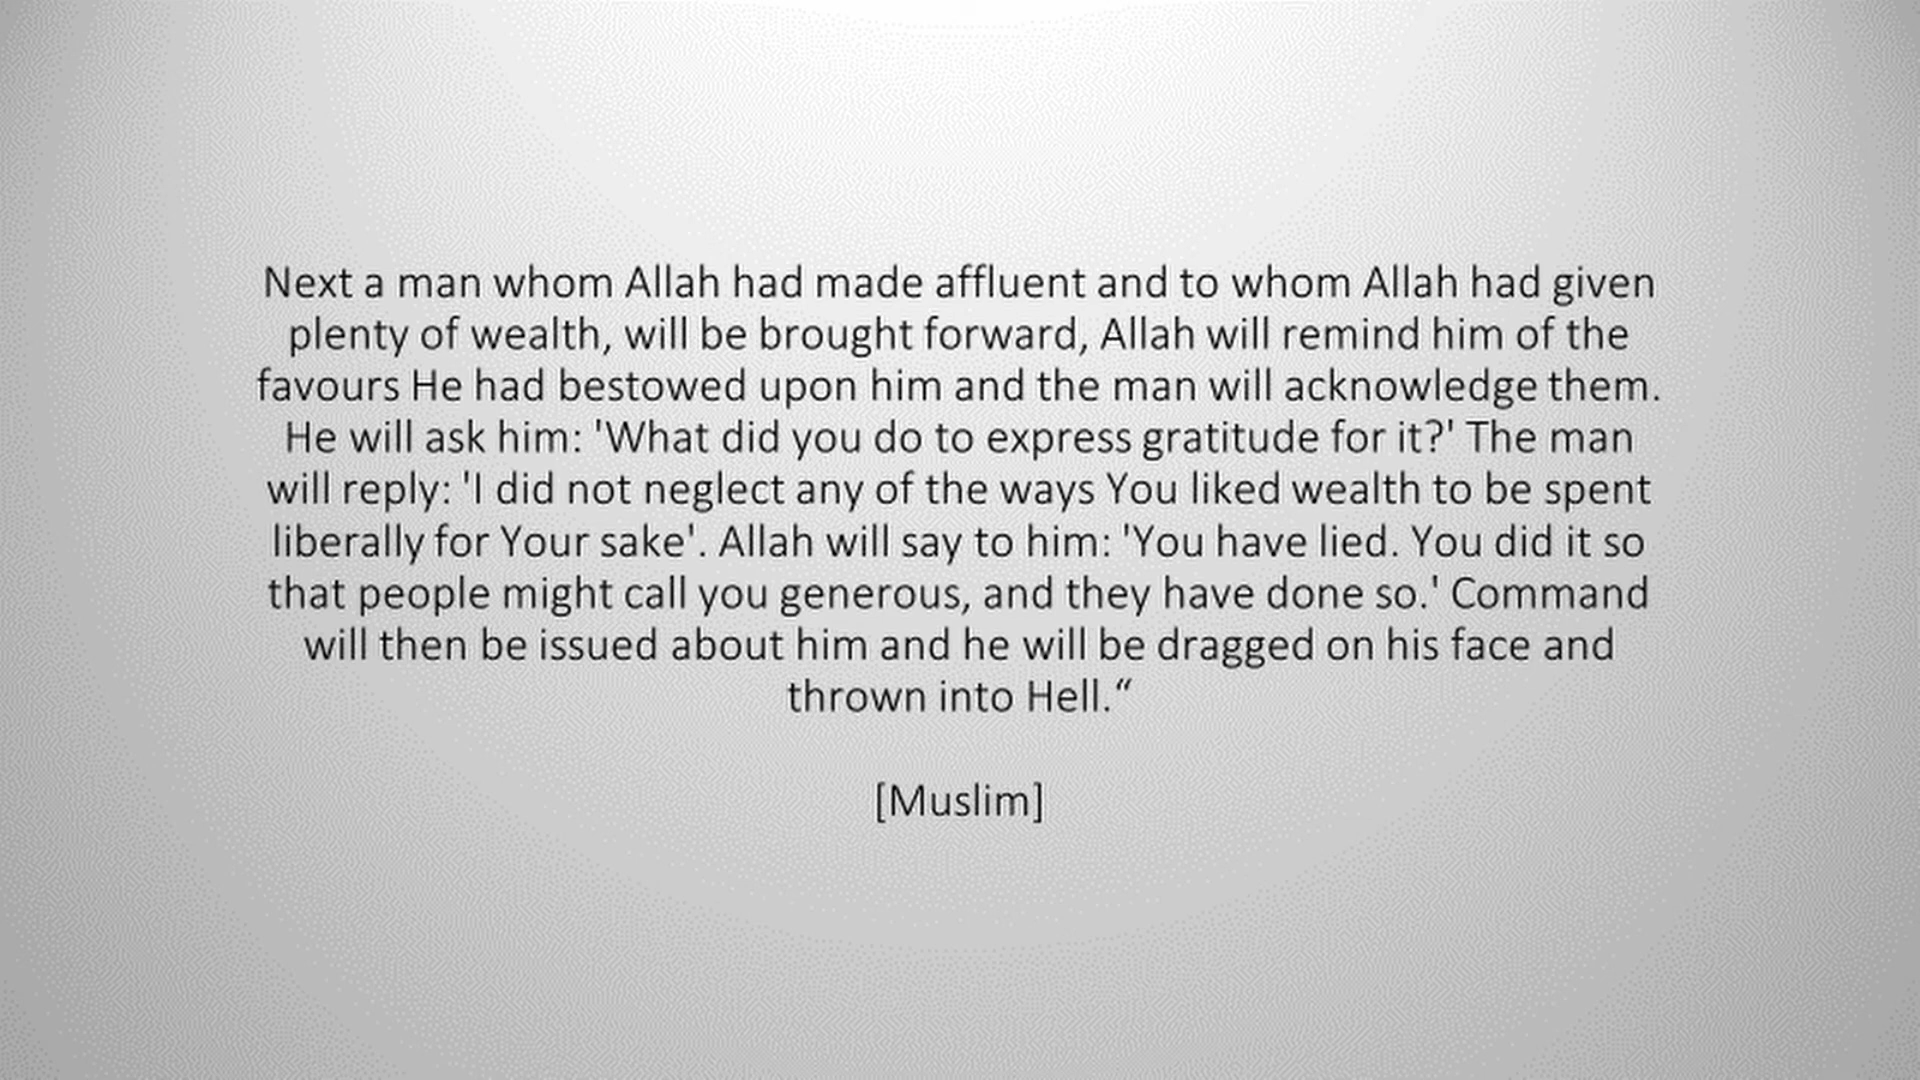 Next a man whom Allah had made affluent and to whom Allah had given
plenty of wealth, will be brought forward, Allah will remind him of the
favours He had bestowed upon him and the man will acknowledge them.
He will ask him: 'What did you do to express gratitude for it?' The man
will reply: 'I did not neglect any of the ways You liked wealth to be spent
liberally for Your sake'. Allah will say to him: 'You have lied. You did it so
that people might call you generous, and they have done so.' Command
will then be issued about him and he will be dragged on his face and
thrown into Hell.“
[Muslim]